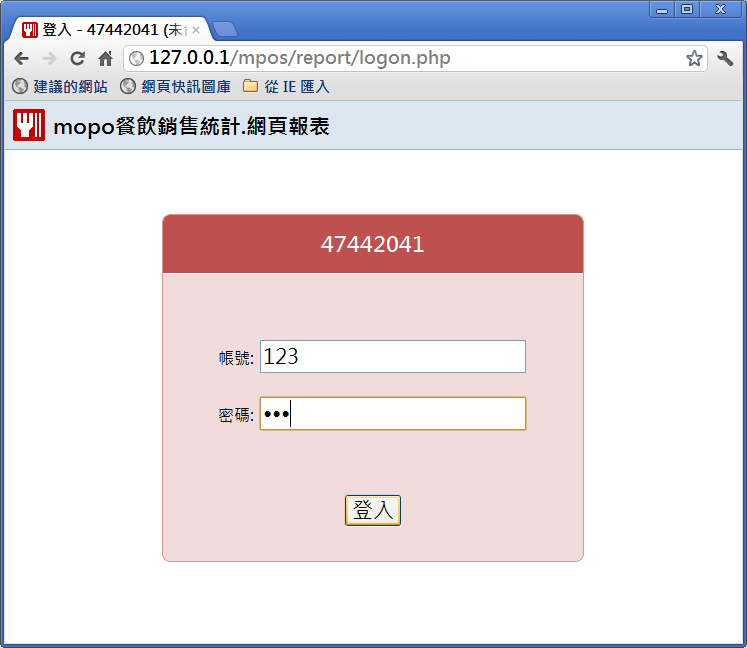 登入 - 47442041 (未
127.0.0.1/mpos/report/logon.php
建議的網站 網頁快訊圖庫 從 IE 匯入
mopo餐飲銷售統計.網頁報表
47442041
帳號: 123
密碼: •••
登入